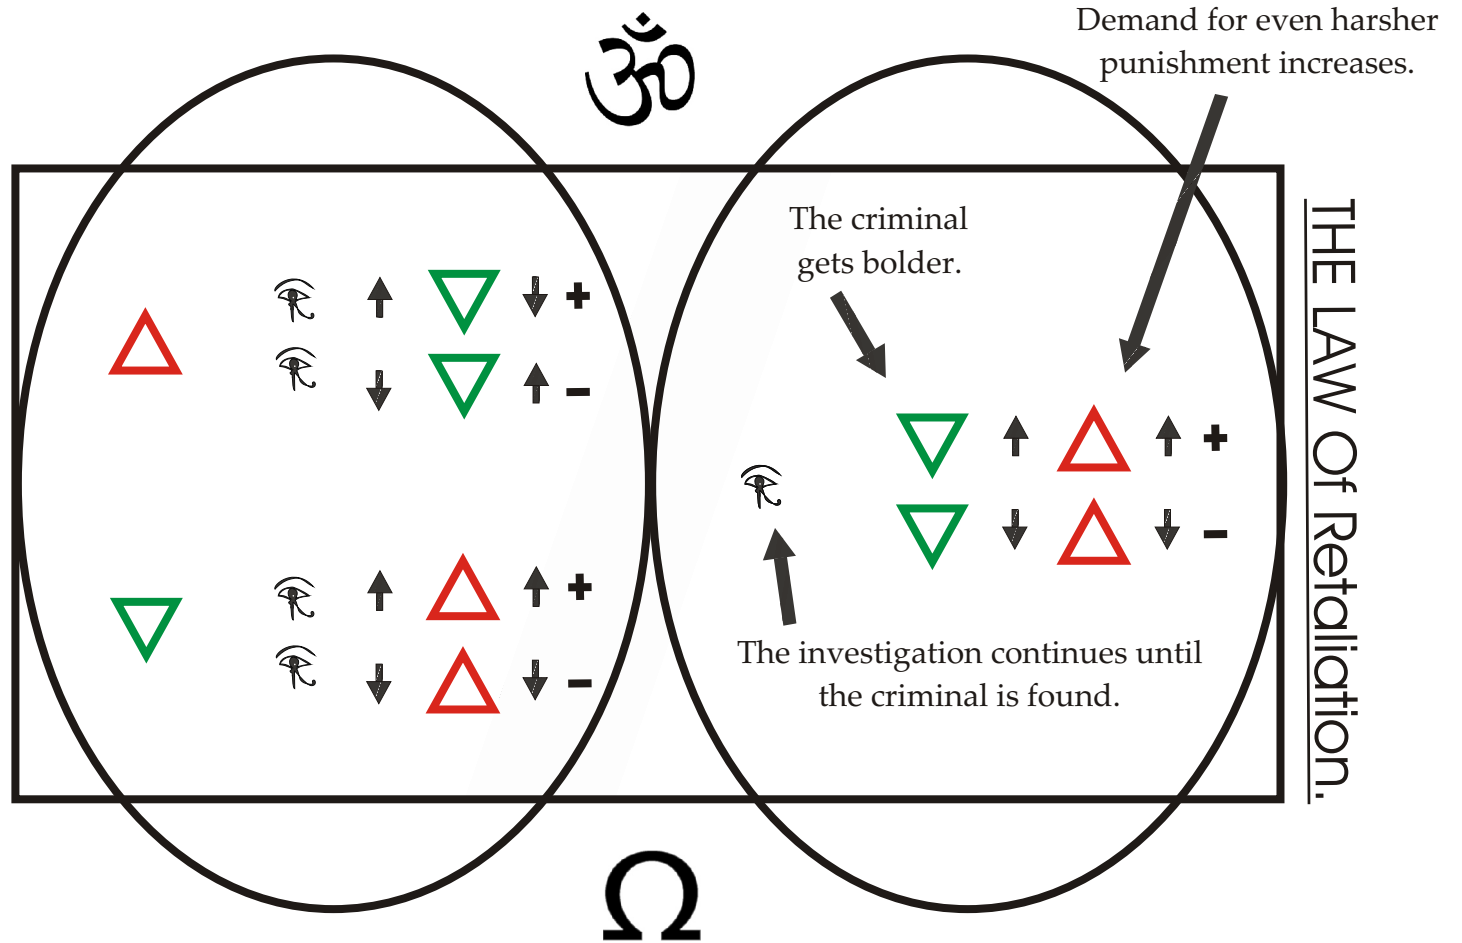 ॐ
Demand for even harsher
punishment increases.
The criminal
gets bolder.
+
−
+
−
+
−
The investigation continues until
the criminal is found.
THE LAW Of Retaliation.
Ω